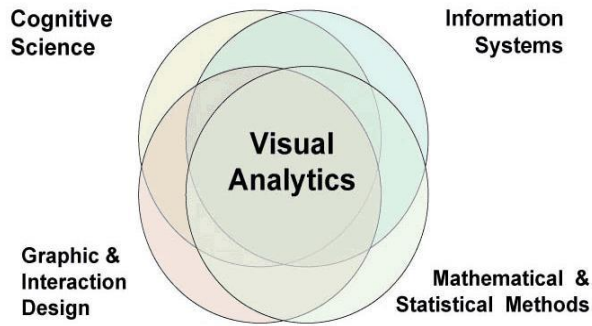 Cognitive
Science
Information
Systems
Visual
Analytics
Graphic &
Interaction
Design
Mathematical &
Statistical Methods